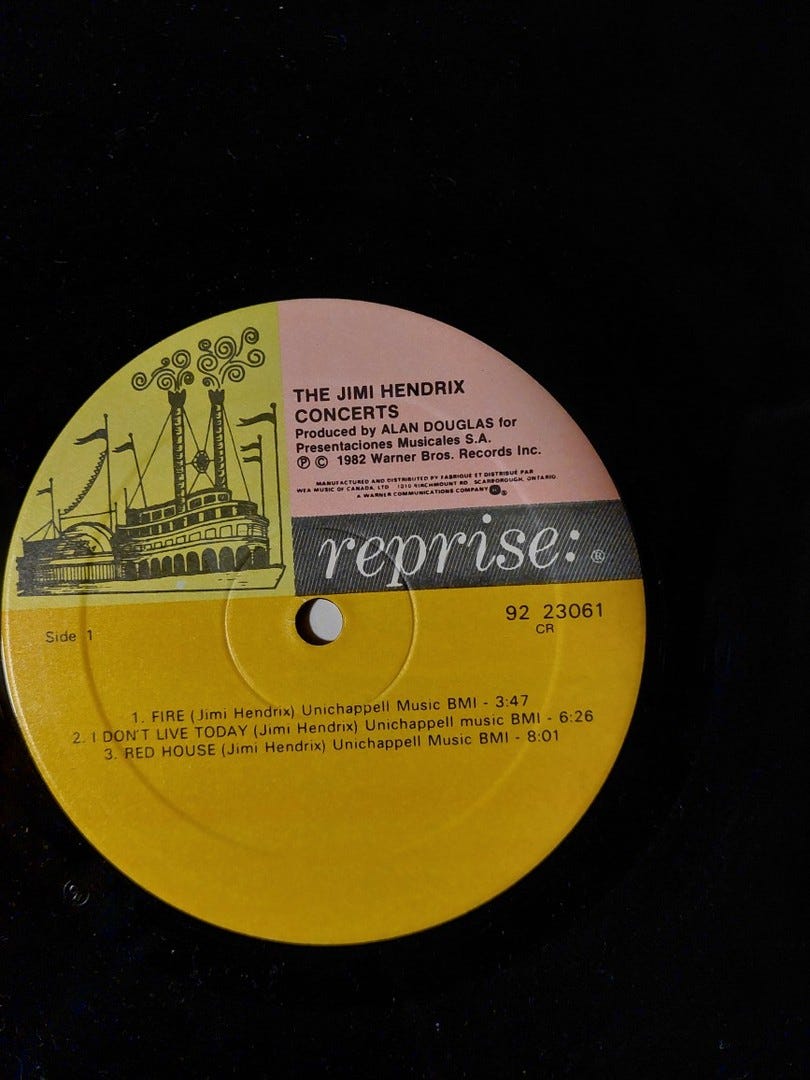 THE JIMI HENDRIX
CONCERTS
Produced by ALAN DOUGLAS for
Presentaciones Musicales S.A.
℗ © 1982 Warner Bros. Records Inc.
MANUFACTURED AND DISTRIBUTED BY FABRIQUÉ ET DISTRIBUÉ PAR
WEA MUSIC OF CANADA, LTD 1810 BIRCHMOUNT RD SCARBOROUGH, ONTARIO
A WARNER COMMUNICATIONS COMPANY
reprise: ®
92 23061
CR
Side 1
1. FIRE (Jimi Hendrix) Unichappell Music BMI - 3:47
2. I DON'T LIVE TODAY (Jimi Hendrix) Unichappell music BMI - 6:26
3. RED HOUSE (Jimi Hendrix) Unichappell Music BMI - 8:01